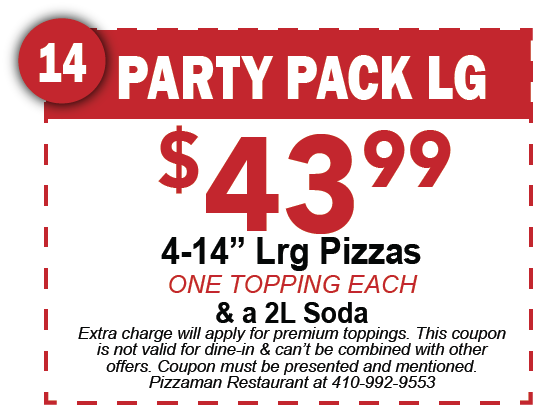 14
PARTY PACK LG
$43.99
4-14” Lrg Pizzas
ONE TOPPING EACH
& a 2L Soda
Extra charge will apply for premium toppings. This coupon
is not valid for dine-in & can’t be combined with other
offers. Coupon must be presented and mentioned.
Pizzaman Restaurant at 410-992-9553